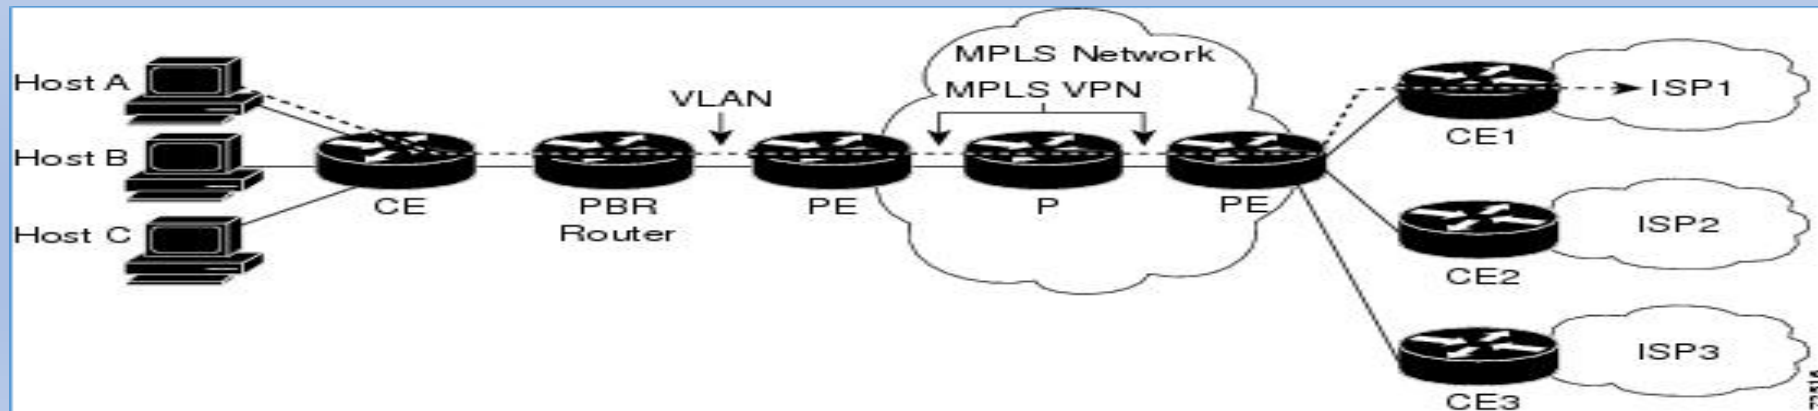 MPLS Network
MPLS VPN
Host A
VLAN
ISP1
CE1
Host B
CE
PBR
Router
PE
P
PE
Host C
ISP2
CE2
ISP3
CE3